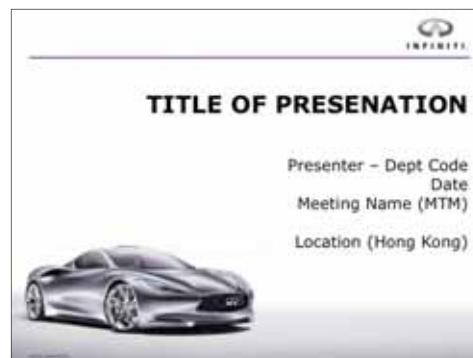 INFINITI
TITLE OF PRESENATION
Presenter – Dept Code
Date
Meeting Name (MTM)
Location (Hong Kong)